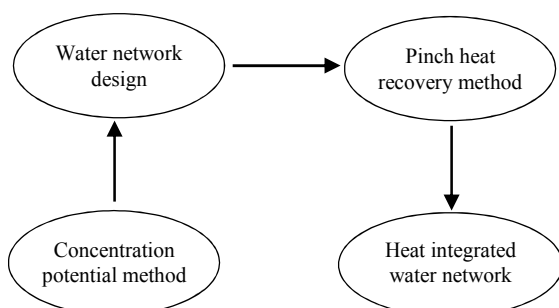 Water network
design
Pinch heat
recovery method
Concentration
potential method
Heat integrated
water network